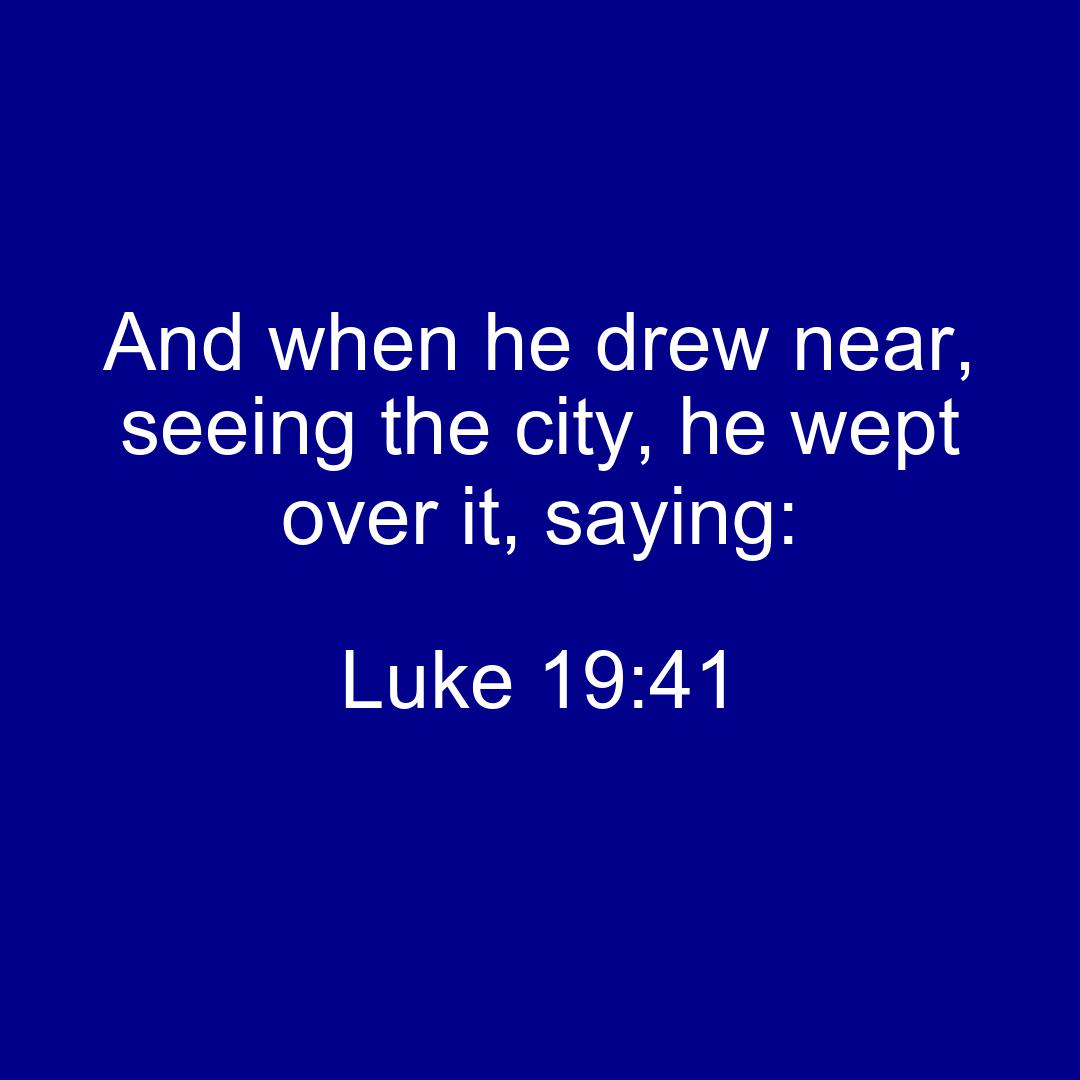 And when he drew near,
seeing the city, he wept
over it, saying:
Luke 19:41